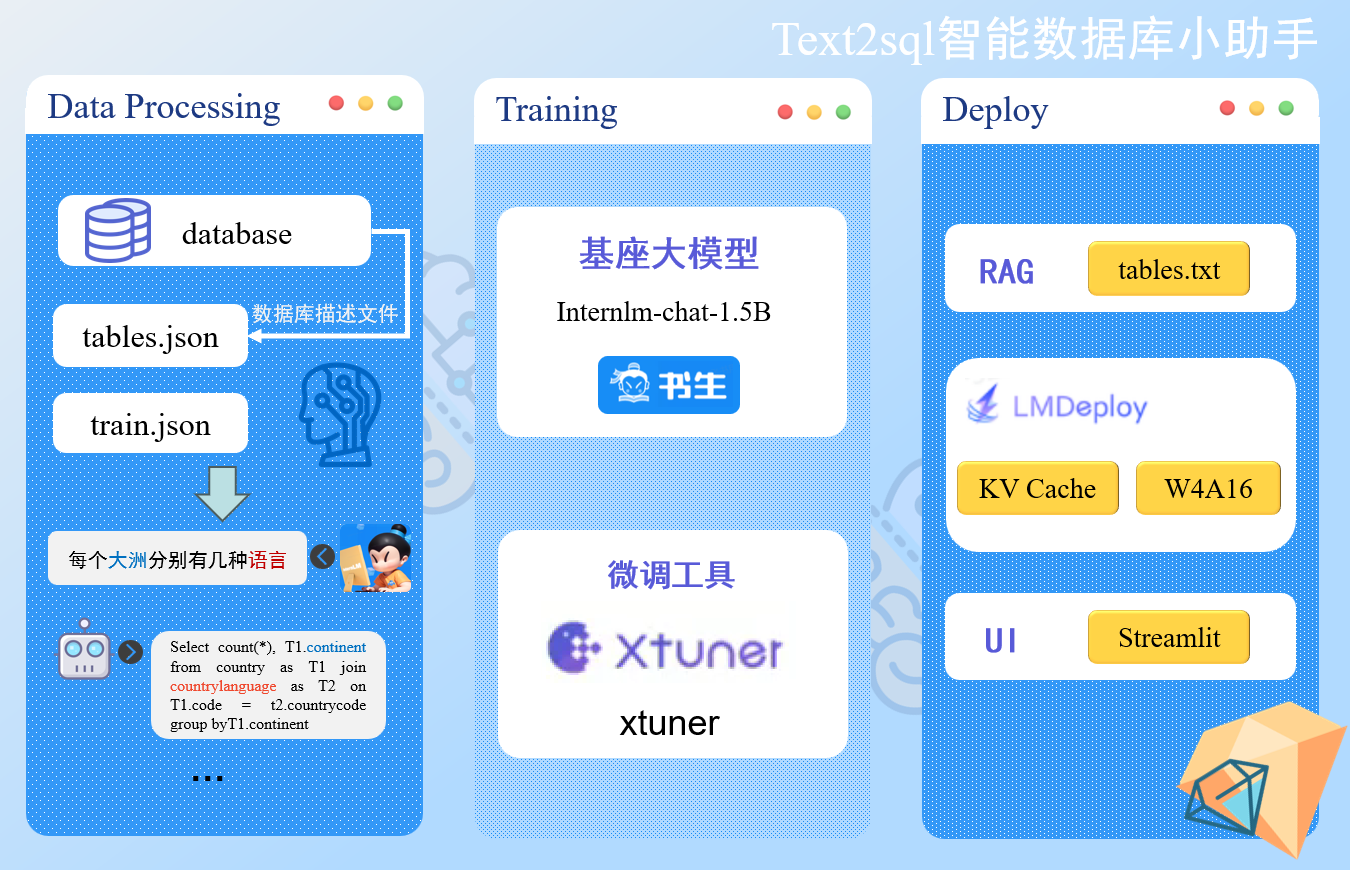 Text2sql智能数据库小助手
Data Processing
database
数据库描述文件
tables.json
train.json
每个大洲分别有几种语言
Select count(*), T1.continent
from country as T1 join
countrylanguage as T2 on
T1.code = t2.countrycode
group byT1.continent
...
Training
基座大模型
Internlm-chat-1.5B
书生
微调工具
Xtuner
xtuner
Deploy
RAG
tables.txt
LMDeploy
KV Cache
W4A16
UI
Streamlit